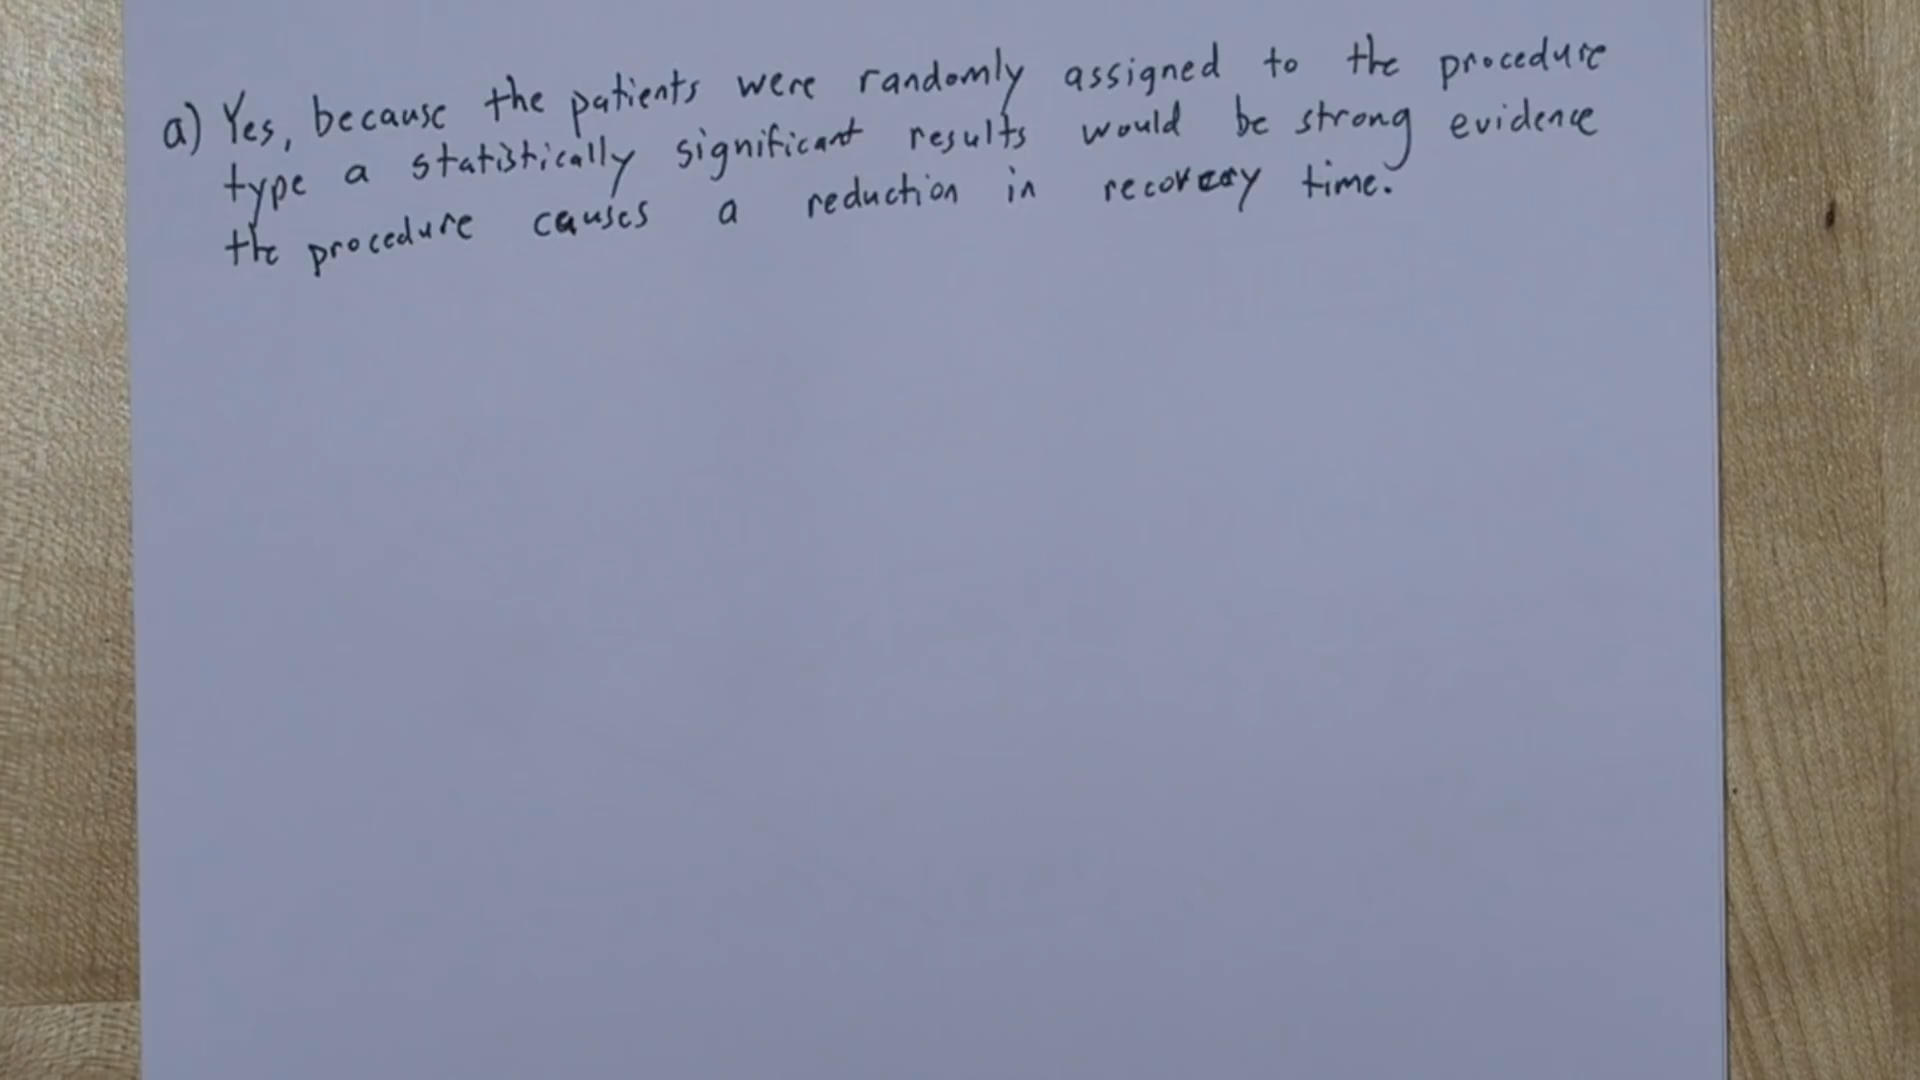 a) Yes, because the patients were randomly assigned to the procedure
type a statistically significant results would be strong evidence
the procedure causes a reduction in recovery time.